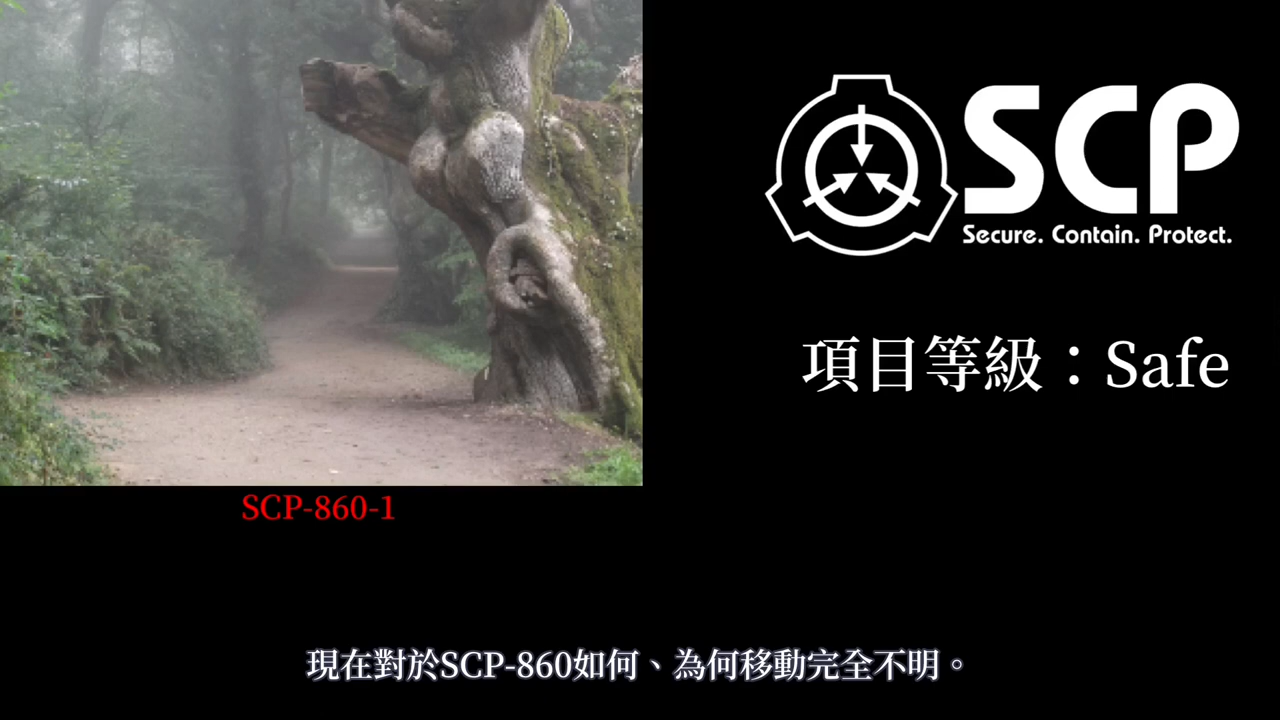 SCP
Secure. Contain. Protect.
項目等級：Safe
SCP-860-1
現在對於SCP-860如何、為何移動完全不明。